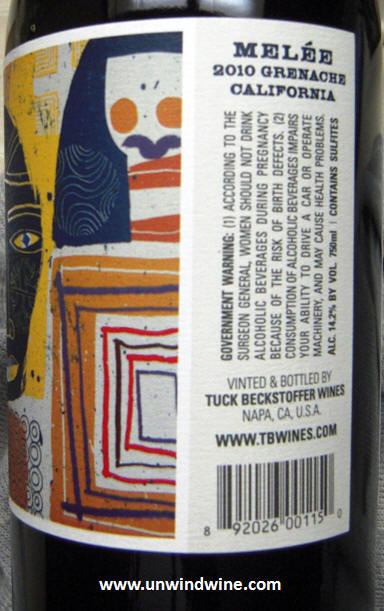 MELÉE
2010 GRENACHE
CALIFORNIA
GOVERNMENT WARNING: (1) ACCORDING TO THE
SURGEON GENERAL, WOMEN SHOULD NOT DRINK
ALCOHOLIC BEVERAGES DURING PREGNANCY
BECAUSE OF THE RISK OF BIRTH DEFECTS. (2)
CONSUMPTION OF ALCOHOLIC BEVERAGES IMPAIRS
YOUR ABILITY TO DRIVE A CAR OR OPERATE
MACHINERY, AND MAY CAUSE HEALTH PROBLEMS.
ALC. 14.2% BY VOL. 750ml | CONTAINS SULFITES
VINTED & BOTTLED BY
TUCK BECKSTOFFER WINES
NAPA, CA, U.S.A.
WWW.TBWINES.COM
8 92026 00115 0
www.unwindwine.com